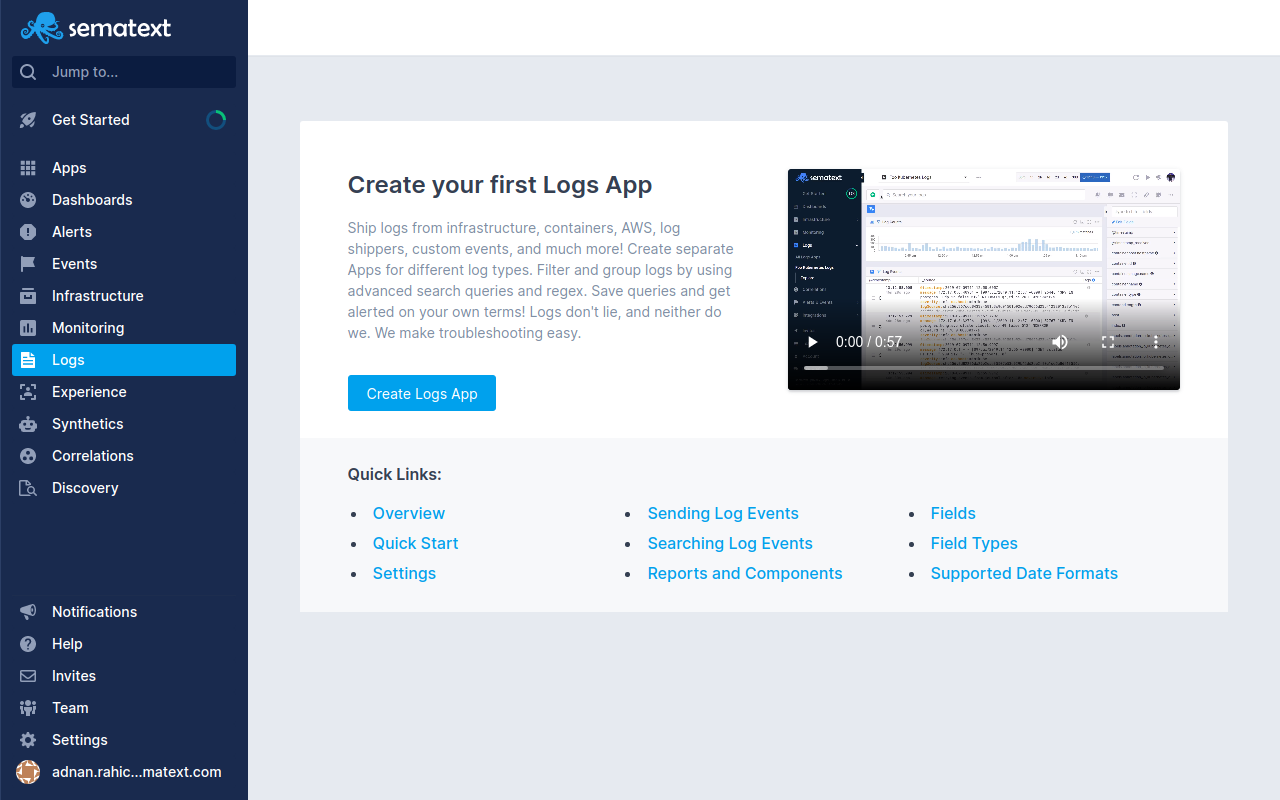 sematext
Jump to...
Get Started
Apps
Dashboards
Alerts
Events
Infrastructure
Monitoring
Logs
Experience
Synthetics
Correlations
Discovery
Notifications
Help
Invites
Team
Settings
adnan.rahic...matext.com
Create your first Logs App
Ship logs from infrastructure, containers, AWS, log
shippers, custom events, and much more! Create separate
Apps for different log types. Filter and group logs by using
advanced search queries and regex. Save queries and get
alerted on your own terms! Logs don't lie, and neither do
we. We make troubleshooting easy.
Create Logs App
sematext
Dashboards
Infrastructure
Monitoring
Logs
0:00 / 0:57
Quick Links:
Overview
Quick Start
Settings
Sending Log Events
Searching Log Events
Reports and Components
Fields
Field Types
Supported Date Formats